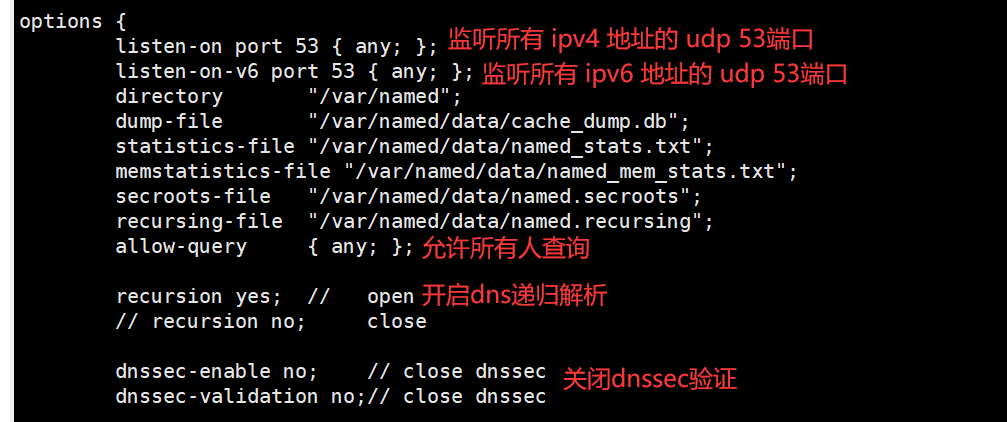 options {
listen-on port 53 { any; }; 监听所有 ipv4 地址的 udp 53端口
listen-on-v6 port 53 { any; }; 监听所有 ipv6 地址的 udp 53端口
directory "/var/named";
dump-file "/var/named/data/cache_dump.db";
statistics-file "/var/named/data/named_stats.txt";
memstatistics-file "/var/named/data/named_mem_stats.txt";
secroots-file "/var/named/data/named.secroots";
recursing-file "/var/named/data/named.recursing";
allow-query { any; }; 允许所有人查询
recursion yes; // open 开启dns递归解析
// recursion no; close
dnssec-enable no; // close dnssec 关闭dnssec验证
dnssec-validation no;// close dnssec